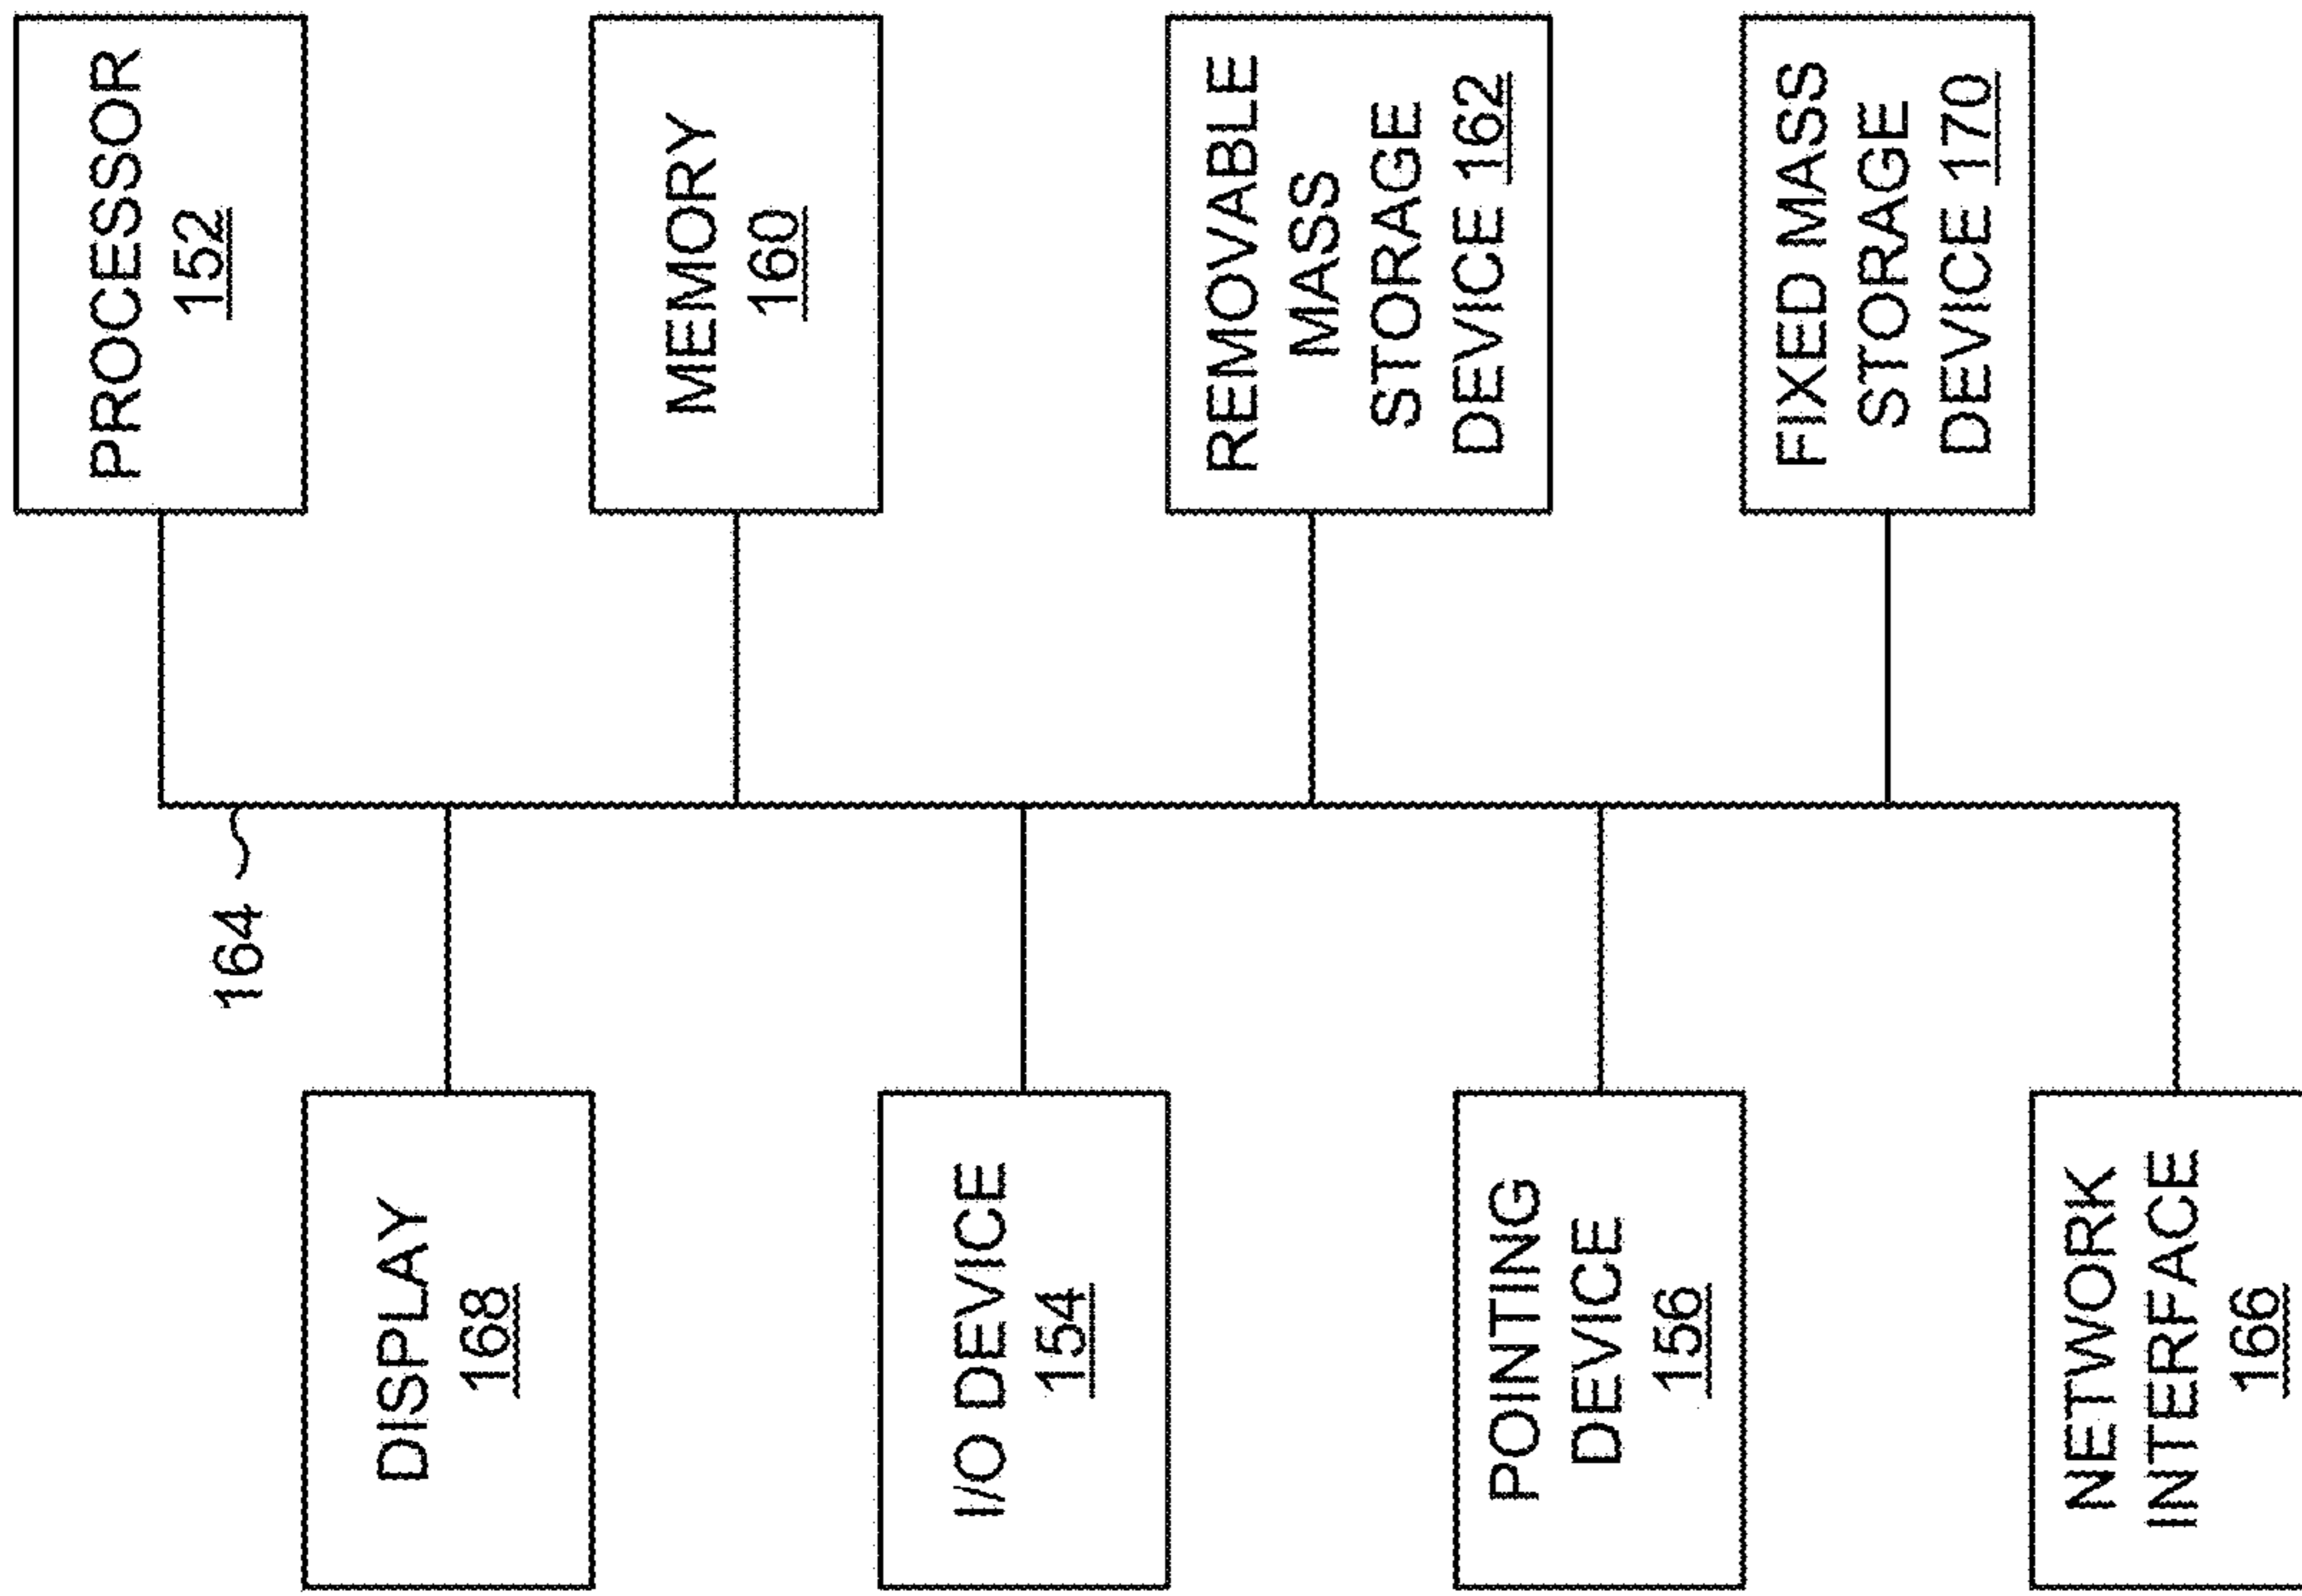 DISPLAY
168
I/O DEVICE
154
POINTING
DEVICE
156
NETWORK
INTERFACE
166
164
PROCESSOR
152
MEMORY
160
REMOVABLE
MASS
STORAGE
DEVICE 162
FIXED MASS
STORAGE
DEVICE 170